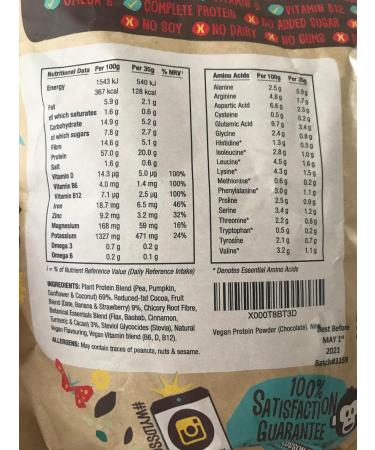 OMEGA 6
COMPLETE PROTEIN
VITAMIN B12
NO SOY
NO DAIRY
NO ADDED SUGAR
NO GUMS
Nutritional Data Per 100g Per 35g % NRV¹
Energy 1543 kJ 540 kJ
367 kcal 128 kcal
Fat 5.9 g 2.1 g
of which saturates 1.6 g 0.6 g
Carbohydrate 14.9 g 5.2 g
of which sugars 7.8 g 2.7 g
Fibre 14.6 g 5.1 g
Protein 57.0 g 20.0 g
Salt 1.6 g 0.6 g
Vitamin D 14.3 µg 5.0 µg 100%
Vitamin B6 4.0 mg 1.4 mg 100%
Vitamin B12 7.1 µg 2.5 µg 100%
Iron 18.7 mg 6.5 mg 46%
Zinc 9.2 mg 3.2 mg 32%
Magnesium 168 mg 59 mg 16%
Potassium 1327 mg 471 mg 24%
Omega 3 0.7 g 0.2 g
Omega 6 0.2 g 0.1 g
= % of Nutrient Reference Value (Daily Reference Intake)
INGREDIENTS: Plant Protein Blend (Pea, Pumpkin,
Sunflower & Coconut) 69%, Reduced-fat Cocoa, Fruit
Blend (Date, Banana & Strawberry) 9%, Chicory Root Fibre,
Botanical Essentials Blend (Flax, Baobab, Cinnamon,
Turmeric & Cacao) 3%, Steviol Glycocides (Stevia), Natural
Vegan Flavouring, Vegan Vitamin blend (B6, D, B12).
ALLERGENS: May contain traces of peanuts, nuts & sesame.
Amino Acids Per 100g Per 35g
Alanine 2.5 g 0.9 g
Arginine 4.8 g 1.7 g
Aspartic Acid 6.6 g 2.3 g
Cysteine 0.5 g 0.2 g
Glutamic Acid 9.7 g 3.4 g
Glycine 2.4 g 0.8 g
Histidine* 1.3 g 0.5 g
Isoleucine* 2.8 g 1.0 g
Leucine* 4.5 g 1.6 g
Lysine* 4.3 g 1.5 g
Methionine* 0.6 g 0.2 g
Phenylalanine* 3.0 g 1.1 g
Proline 2.5 g 0.9 g
Serine 3.4 g 1.2 g
Threonine* 2.2 g 0.8 g
Tryptophan* 0.5 g 0.2 g
Tyrosine 2.1 g 0.7 g
Valine* 3.2 g 1.1 g
* Denotes Essential Amino Acids
X000T8BT3D
Vegan Protein Powder (Chocolate).
Best Before
MAY 1st
2021
Batch#3159
100%
SATISFACTION
GUARANTEE